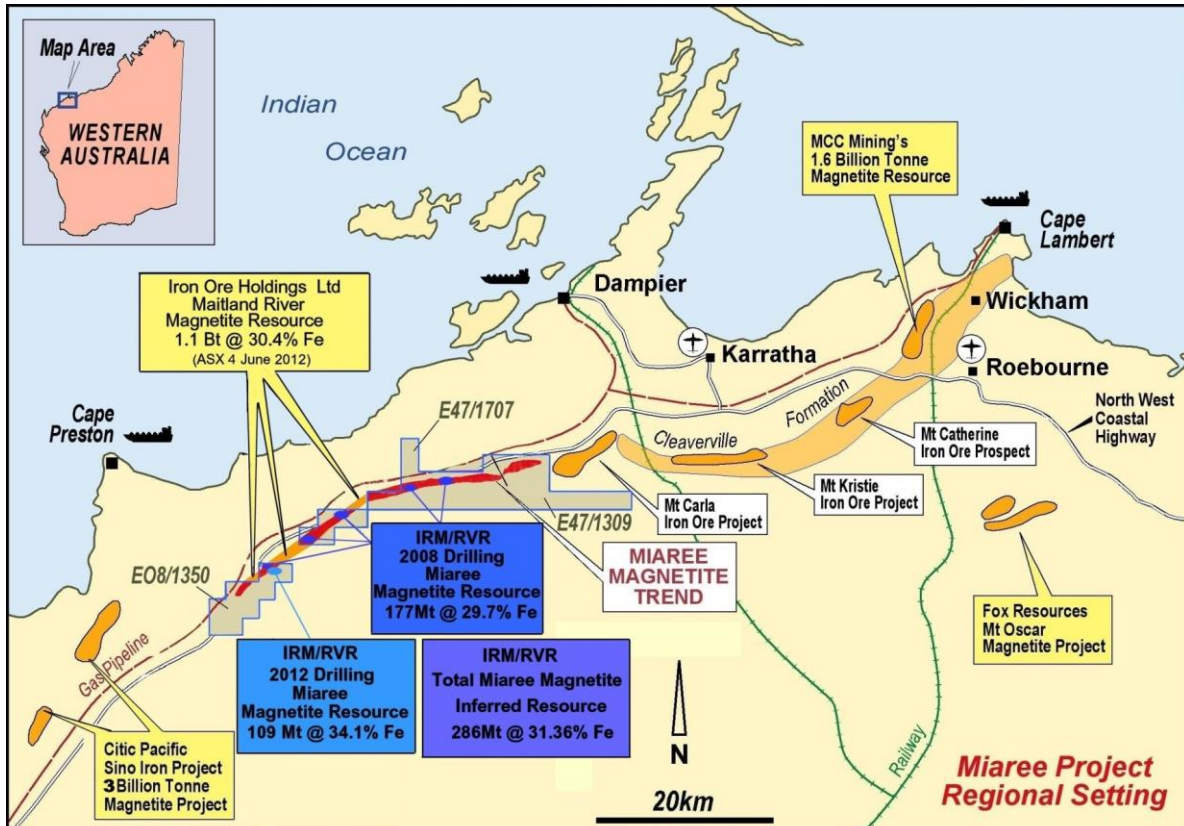 Map Area
WESTERN
AUSTRALIA
Indian
Ocean
MCC Mining's
1.6 Billion Tonne
Magnetite Resource
Cape
Lambert
Iron Ore Holdings Ltd
Maitland River
Magnetite Resource
1.1 Bt @ 30.4% Fe
(ASX 4 June 2012)
Dampier
Wickham
Karratha
Roebourne
Cape
Preston
E47/1707
Cleaverville
Formation
North West
Coastal
Highway
Mt Catherine
Iron Ore Prospect
Mt Kristie
Iron Ore Project
Mt Carla
Iron Ore Project
E47/1309
IRM/RVR
2008 Drilling
Miaree
Magnetite Resource
177Mt @ 29.7% Fe
MIAREE
MAGNETITE
TREND
EO8/1350
Fox Resources
Mt Oscar
Magnetite Project
Gas Pipeline
IRM/RVR
2012 Drilling
Miaree
Magnetite Resource
109 Mt @ 34.1% Fe
IRM/RVR
Total Miaree Magnetite
Inferred Resource
286Mt @ 31.36% Fe
Citic Pacific
Sino Iron Project
3Billion Tonne
Magnetite Project
N
20km
Railway
Miaree Project
Regional Setting